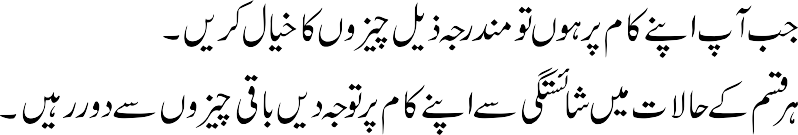 جب آپ اپنے کام پر ہوں تو مندرجہ ذیل چیزوں کا خیال کریں ۔
ہر قسم کے حالات میں شائستگی سے اپنے کام پر توجہ دیں باقی چیزوں سے دور رہیں ۔